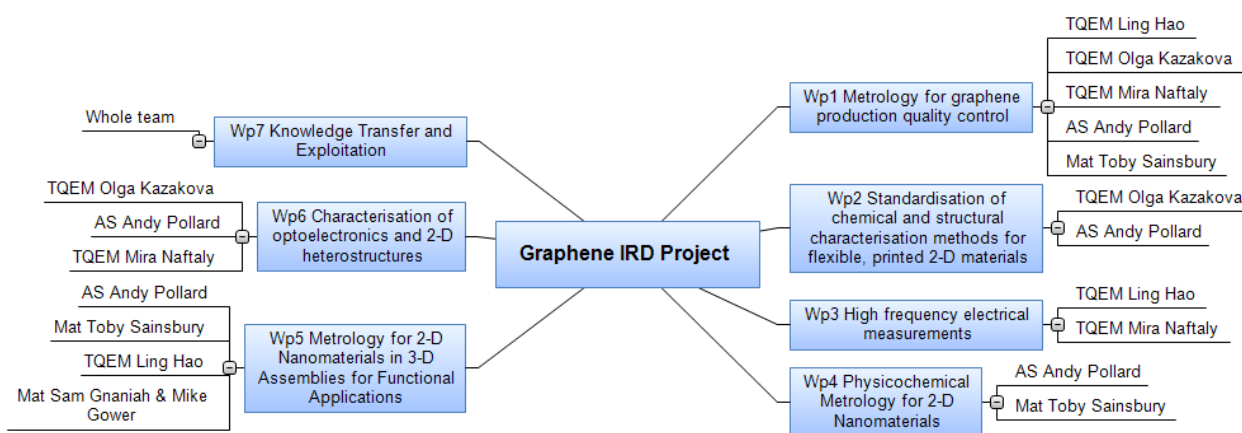 Graphene IRD Project
Wp1 Metrology for graphene
production quality control
TQEM Ling Hao
TQEM Olga Kazakova
TQEM Mira Naftaly
AS Andy Pollard
Mat Toby Sainsbury
Wp2 Standardisation of
chemical and structural
characterisation methods for
flexible, printed 2-D materials
TQEM Olga Kazakova
AS Andy Pollard
Wp3 High frequency electrical
measurements
TQEM Ling Hao
TQEM Mira Naftaly
Wp4 Physicochemical
Metrology for 2-D
Nanomaterials
AS Andy Pollard
Mat Toby Sainsbury
Wp5 Metrology for 2-D
Nanomaterials in 3-D
Assemblies for Functional
Applications
AS Andy Pollard
Mat Toby Sainsbury
TQEM Ling Hao
Mat Sam Gnaniah & Mike
Gower
Wp6 Characterisation of
optoelectronics and 2-D
heterostructures
TQEM Olga Kazakova
AS Andy Pollard
TQEM Mira Naftaly
Wp7 Knowledge Transfer and
Exploitation
Whole team